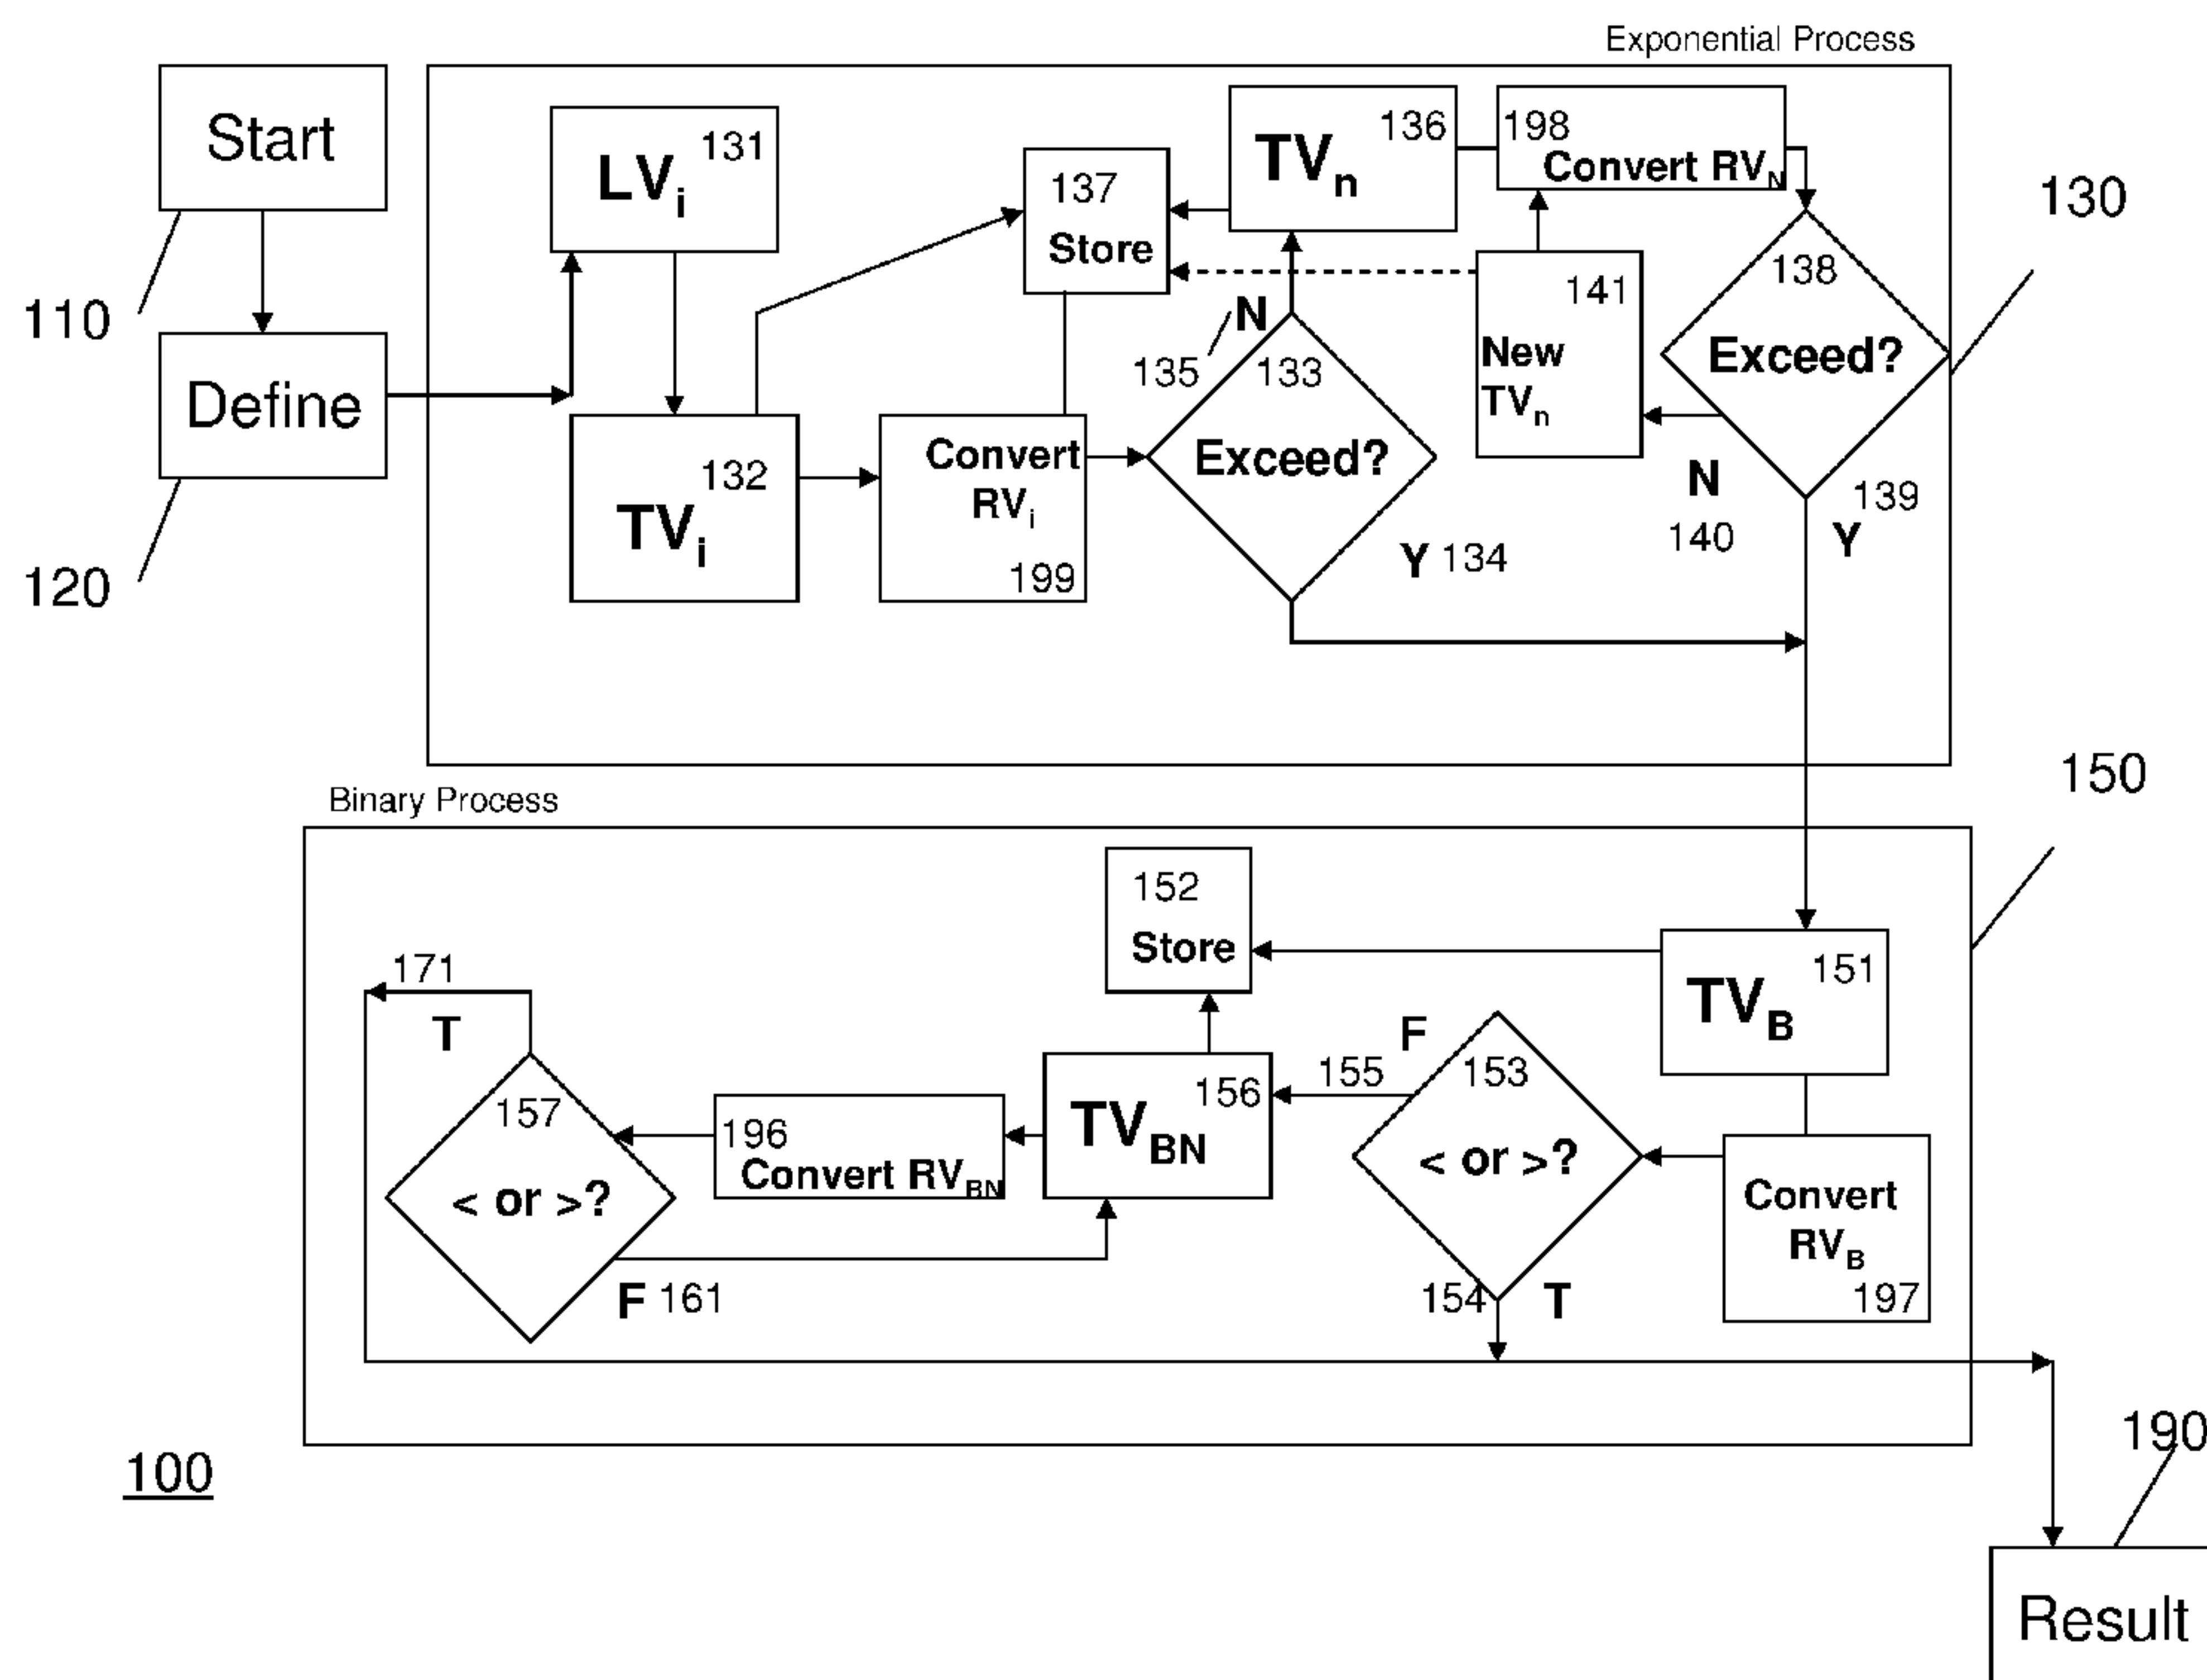 Exponential Process
Start
LVi 131
137
Store
TVn 136
198
Convert RVN
130
110
138
Exceed?
141
New
TVn
N
135
133
Exceed?
Define
132
TVi
Convert
RVi
199
N
140
139
Y
Y 134
120
150
Binary Process
152
Store
151
TVB
171
T
F
155
153
< or >?
156
TVBN
157
< or >?
196
Convert RVBN
Convert
RVB
197
F 161
154
T
100
190
Result